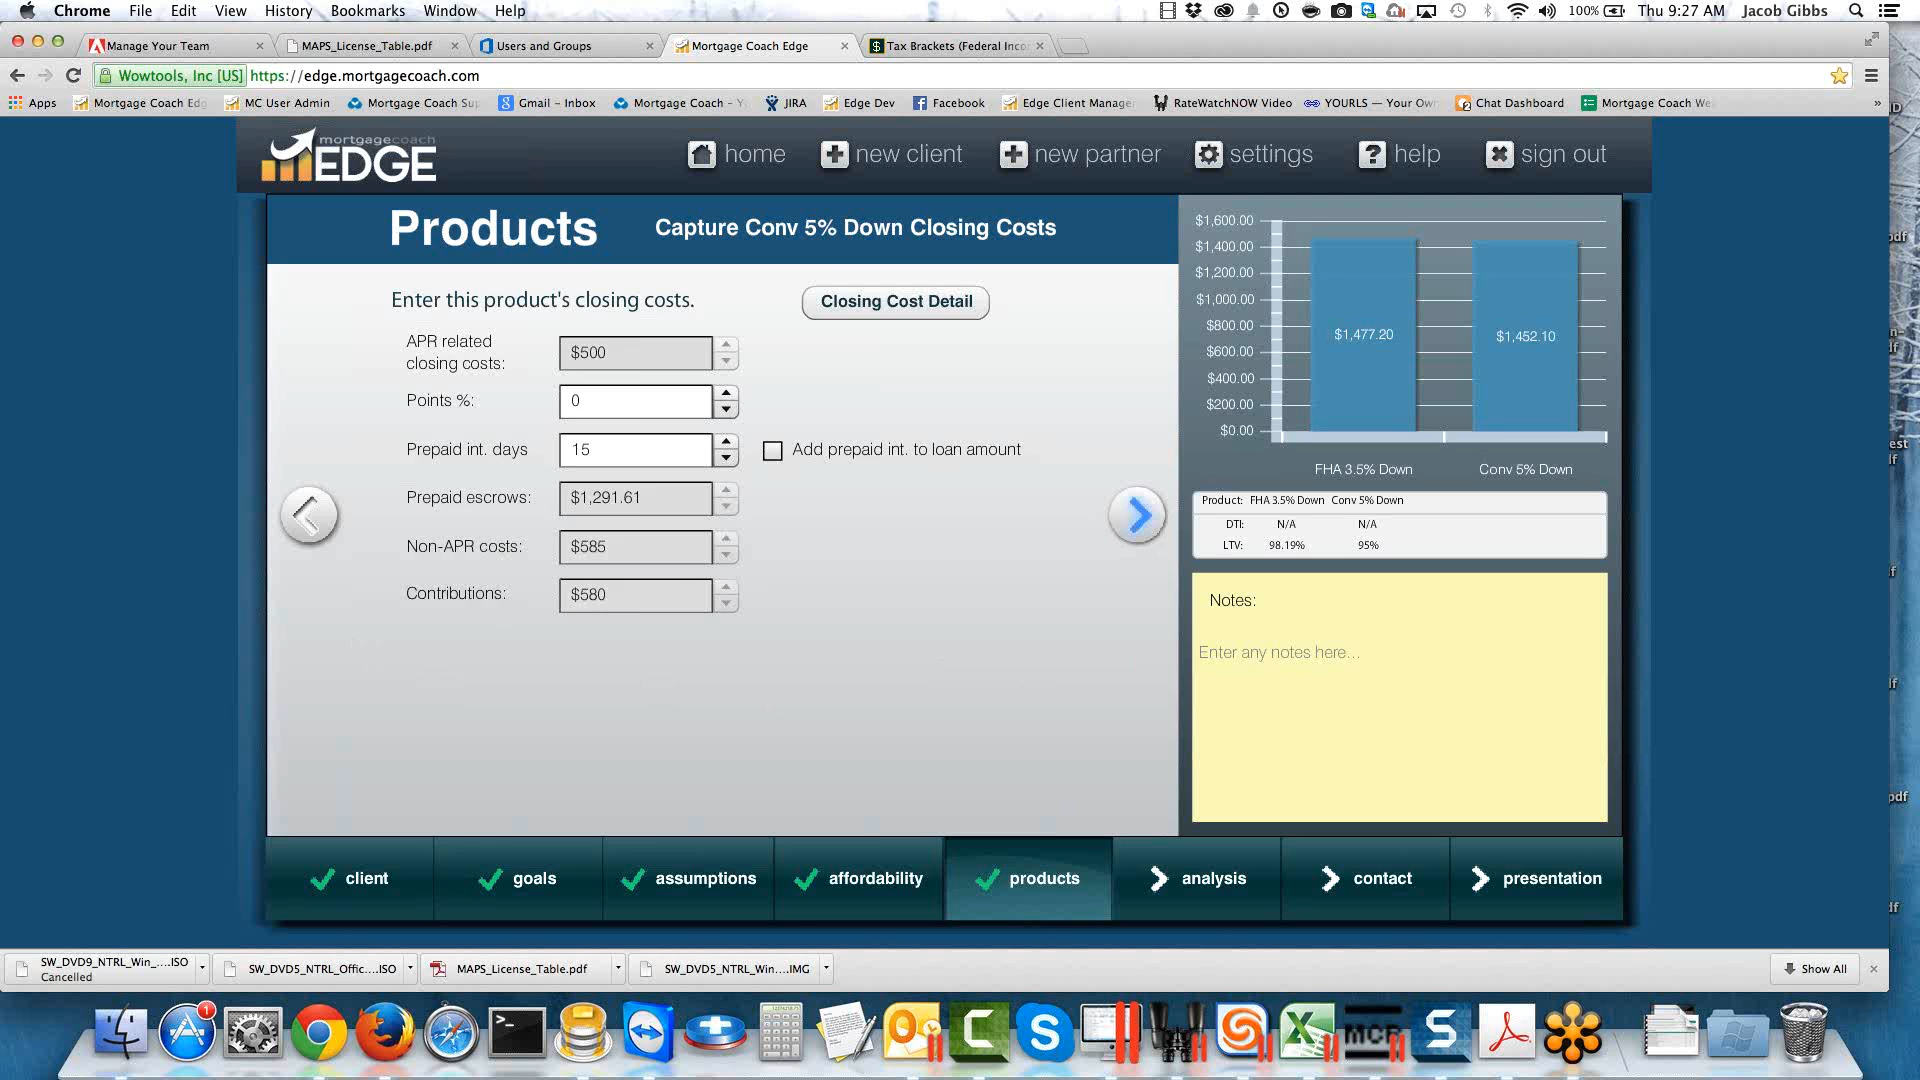 Chrome File Edit View History Bookmarks Window Help
100% Thu 9:27 AM Jacob Gibbs
Manage Your Team
MAPS_License_Table.pdf
Users and Groups
Mortgage Coach Edge
Tax Brackets (Federal Inco
Wowtools, Inc [US] https://edge.mortgagecoach.com
Apps Mortgage Coach Ed MC User Admin Mortgage Coach Su Gmail – Inbox Mortgage Coach – Y JIRA Edge Dev Facebook Edge Client Manage RateWatchNOW Video YOURLS — Your Ow Chat Dashboard Mortgage Coach We »
mortgagecoach
EDGE
home new client new partner settings help sign out
Products
Capture Conv 5% Down Closing Costs
Enter this product's closing costs.
Closing Cost Detail
APR related
closing costs:
$500
Points %: 0
Prepaid int. days 15 Add prepaid int. to loan amount
Prepaid escrows: $1,291.61
Non-APR costs: $585
Contributions: $580
$1,600.00
$1,400.00
$1,200.00
$1,000.00
$800.00
$600.00
$400.00
$200.00
$0.00
$1,477.20 $1,452.10
FHA 3.5% Down Conv 5% Down
Product: FHA 3.5% Down Conv 5% Down
DTI: N/A N/A
LTV: 98.19% 95%
Notes:
Enter any notes here...
client goals assumptions affordability products analysis contact presentation
SW_DVD9_NTRL_Win_....ISO
Cancelled
SW_DVD5_NTRL_Offic....ISO
MAPS_License_Table.pdf
SW_DVD5_NTRL_Win....IMG
Show All
1
MCR